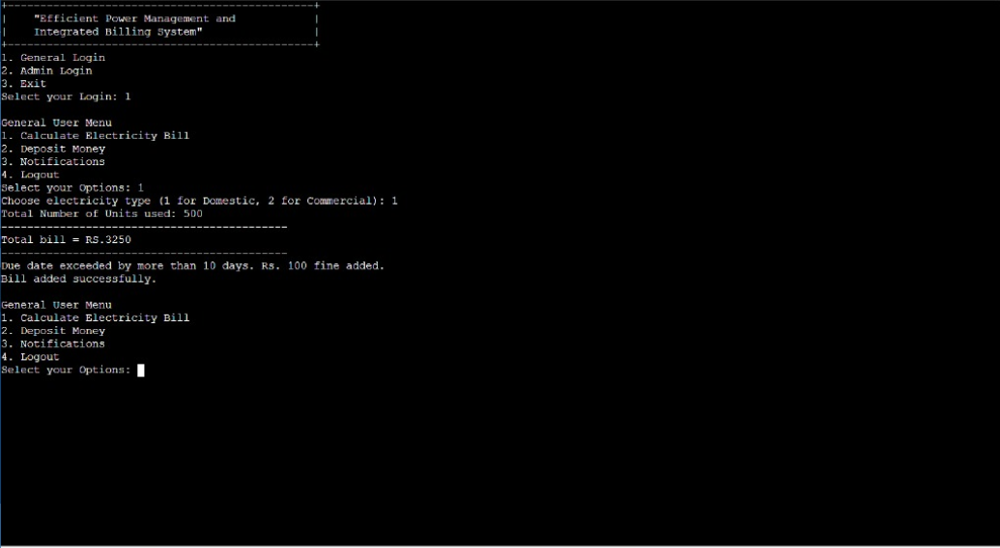 +-----------------------------------------------+
| "Efficient Power Management and |
| Integrated Billing System" |
+-----------------------------------------------+
1. General Login
2. Admin Login
3. Exit
Select your Login: 1
General User Menu
1. Calculate Electricity Bill
2. Deposit Money
3. Notifications
4. Logout
Select your Options: 1
Choose electricity type (1 for Domestic, 2 for Commercial): 1
Total Number of Units used: 500
--------------------------------------------
Total bill = RS.3250
--------------------------------------------
Due date exceeded by more than 10 days. Rs. 100 fine added.
Bill added successfully.
General User Menu
1. Calculate Electricity Bill
2. Deposit Money
3. Notifications
4. Logout
Select your Options: